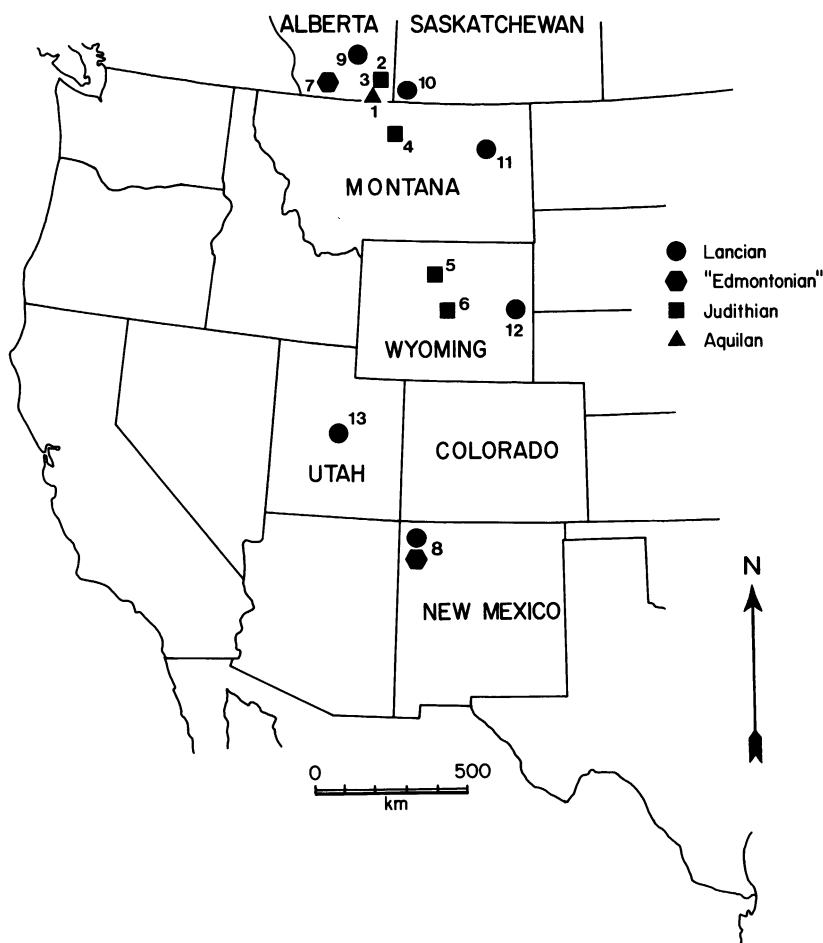 ALBERTA SASKATCHEWAN
9
2
7
3
10
1
4
11
MONTANA
5
6
12
WYOMING
Lancian
"Edmontonian"
Judithian
Aquilan
13
UTAH
COLORADO
8
NEW MEXICO
N
0 500
km